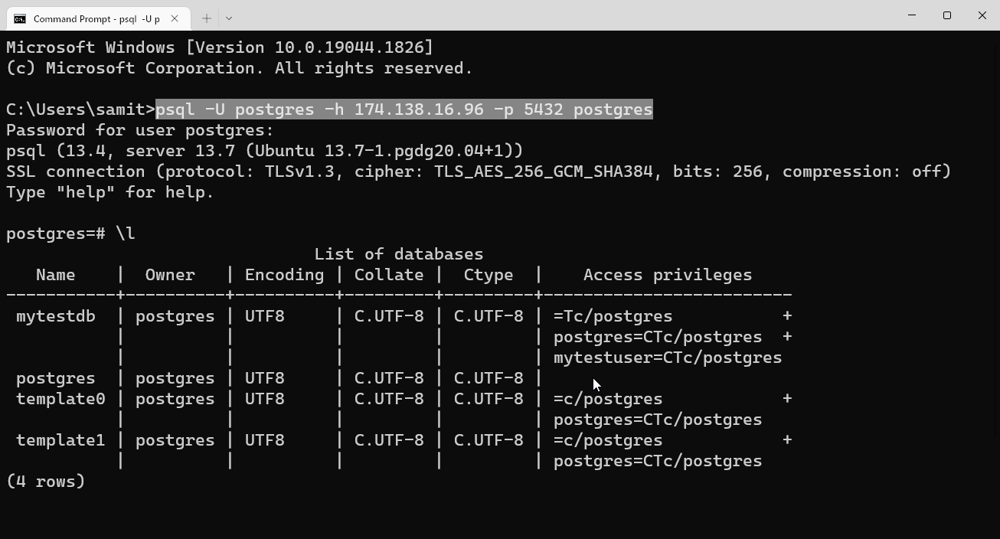 Command Prompt - psql  -U p
Microsoft Windows [Version 10.0.19044.1826]
(c) Microsoft Corporation. All rights reserved.
C:\Users\samit>psql -U postgres -h 174.138.16.96 -p 5432 postgres
Password for user postgres:
psql (13.4, server 13.7 (Ubuntu 13.7-1.pgdg20.04+1))
SSL connection (protocol: TLSv1.3, cipher: TLS_AES_256_GCM_SHA384, bits: 256, compression: off)
Type "help" for help.
postgres=# \l
                               List of databases
   Name    |  Owner   | Encoding | Collate |  Ctype  |    Access privileges
-----------+----------+----------+---------+---------+-------------------------
 mytestdb  | postgres | UTF8     | C.UTF-8 | C.UTF-8 | =Tc/postgres           +
           |          |          |         |         | postgres=CTc/postgres  +
           |          |          |         |         | mytestuser=CTc/postgres
 postgres  | postgres | UTF8     | C.UTF-8 | C.UTF-8 |
 template0 | postgres | UTF8     | C.UTF-8 | C.UTF-8 | =c/postgres            +
           |          |          |         |         | postgres=CTc/postgres
 template1 | postgres | UTF8     | C.UTF-8 | C.UTF-8 | =c/postgres            +
           |          |          |         |         | postgres=CTc/postgres
(4 rows)